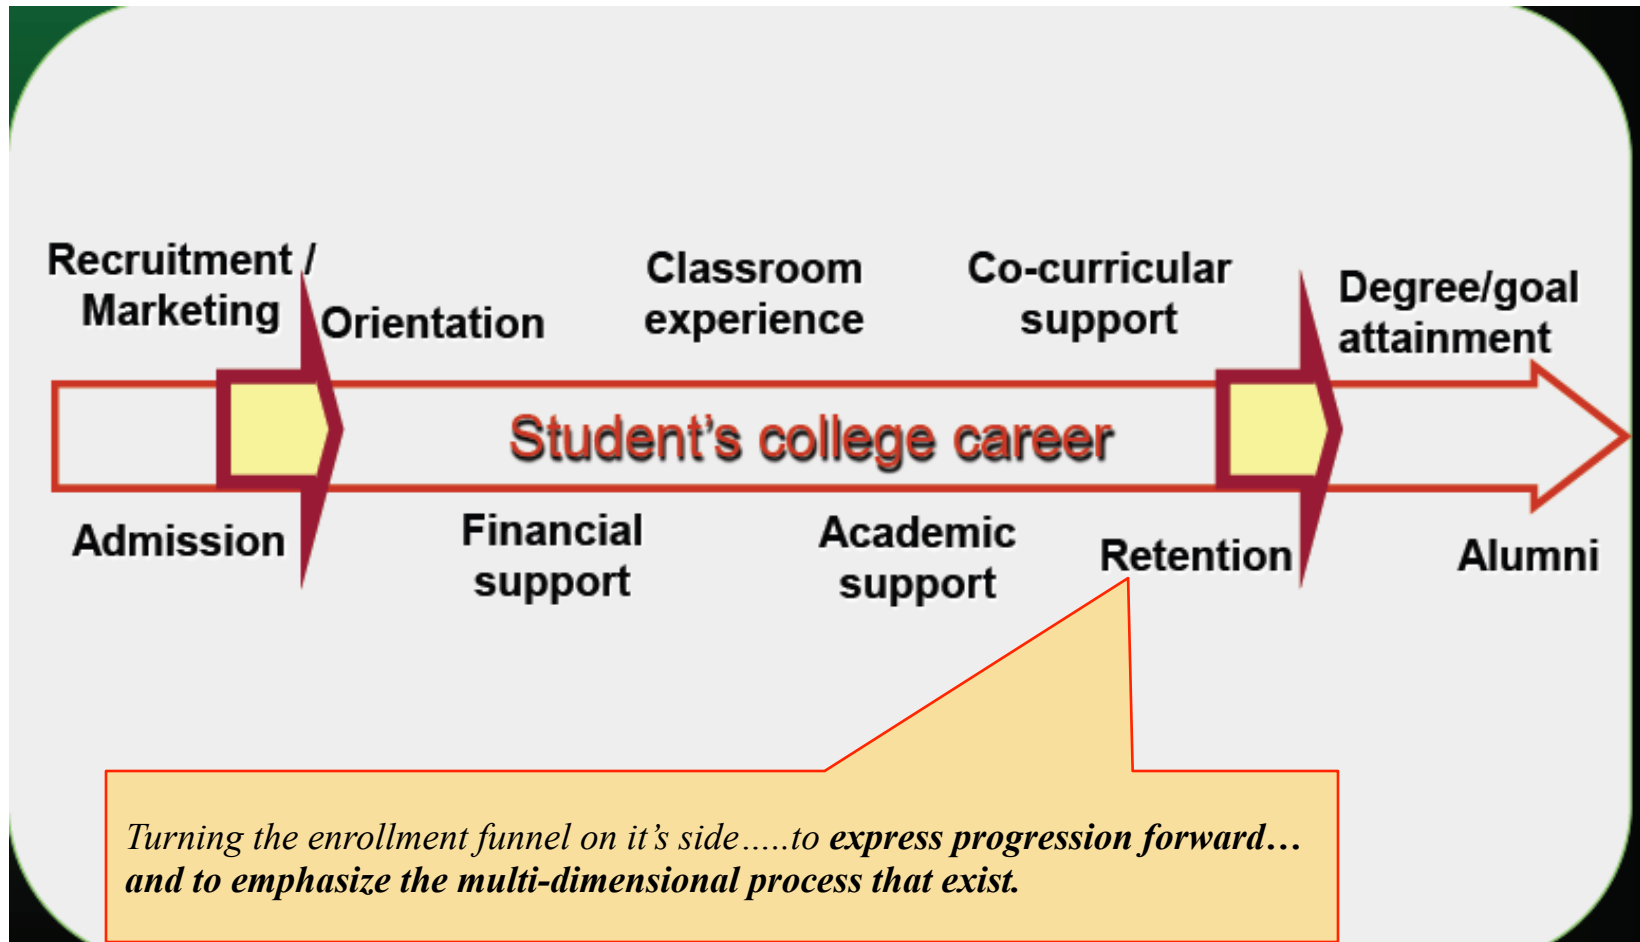 Recruitment /
Marketing
Orientation
Classroom
experience
Co-curricular
support
Degree/goal
attainment
Student's college career
Admission
Financial
support
Academic
support
Retention
Alumni
Turning the enrollment funnel on it's side.....to express progression forward…
and to emphasize the multi-dimensional process that exist.